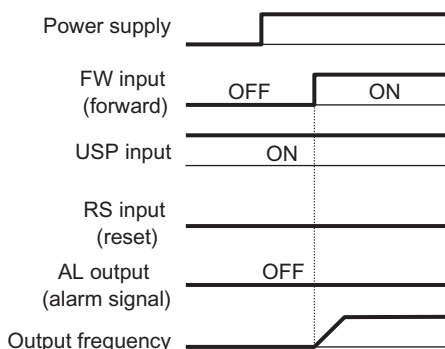 Power supply
FW input
(forward)
OFF
ON
USP input
ON
RS input
(reset)
AL output
(alarm signal)
OFF
Output frequency